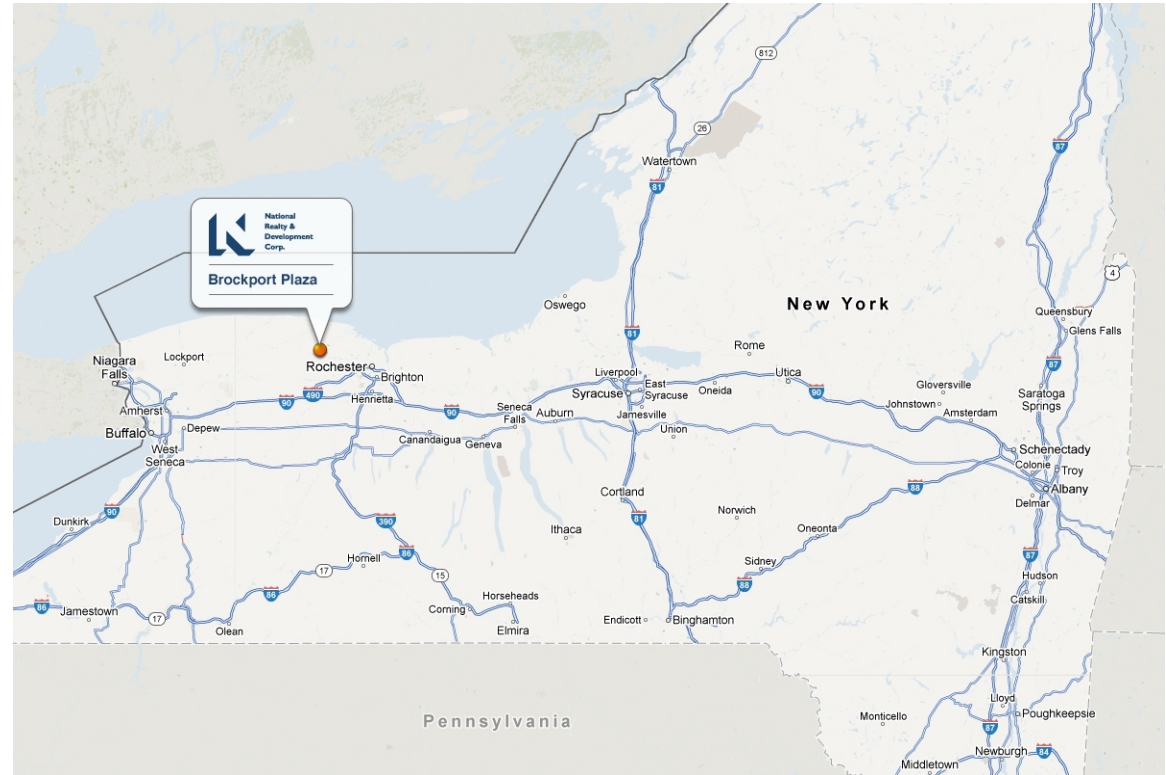 812
26
Watertown
81
87
National
Realty &
Development
Corp.
Brockport Plaza
4
Oswego
New York
Queensbury
Glens Falls
81
Rome
Niagara
Falls
Lockport
Rochester
Brighton
Liverpool
East
Syracuse
Syracuse
Oneida
Utica
90
87
Gloversville
Saratoga
Springs
Johnstown
Amsterdam
90
490
Henrietta
90
Seneca
Falls
Auburn
Jamesville
Amherst
Buffalo
Depew
West
Seneca
Canandaigua
Geneva
Union
Schenectady
Colonie
Troy
Albany
Delmar
88
Cortland
81
Norwich
Oneonta
90
Dunkirk
390
86
Ithaca
Hornell
17
15
Sidney
88
87
Hudson
Catskill
86
86
Jamestown
17
Olean
Corning
Horseheads
Elmira
Endicott
Binghamton
Kingston
Pennsylvania
Lloyd
Poughkeepsie
Monticello
87
Newburgh
84
Middletown